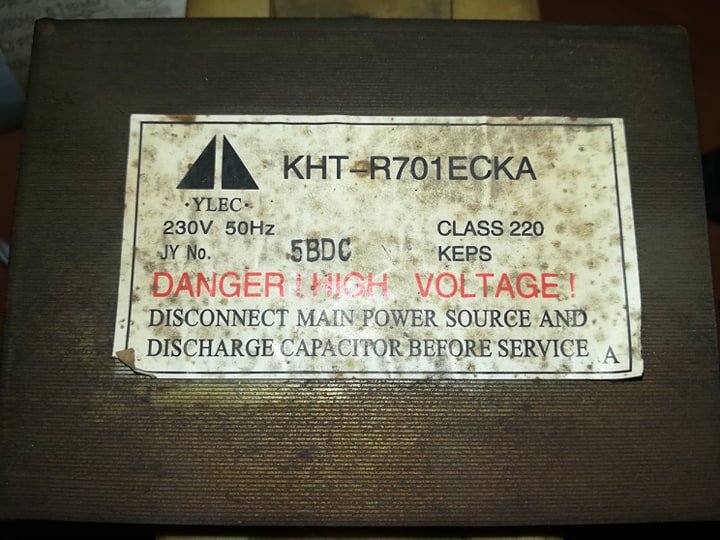 KHT-R701ECKA
·YLEC·
230V 50Hz CLASS 220
JY No. 5BDC KEPS
DANGER! HIGH VOLTAGE!
DISCONNECT MAIN POWER SOURCE AND
DISCHARGE CAPACITOR BEFORE SERVICE A